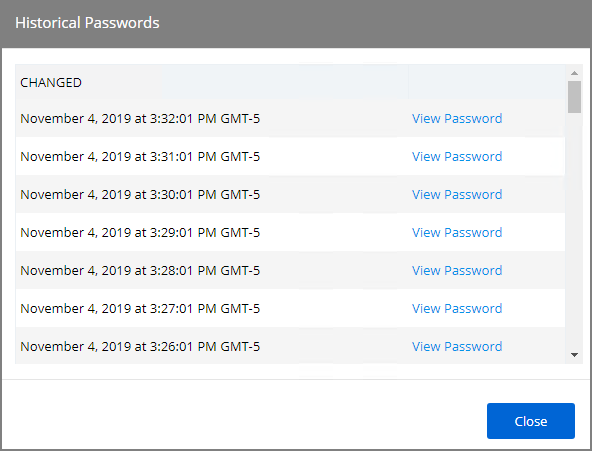 Historical Passwords
CHANGED
November 4, 2019 at 3:32:01 PM GMT-5 View Password
November 4, 2019 at 3:31:01 PM GMT-5 View Password
November 4, 2019 at 3:30:01 PM GMT-5 View Password
November 4, 2019 at 3:29:01 PM GMT-5 View Password
November 4, 2019 at 3:28:01 PM GMT-5 View Password
November 4, 2019 at 3:27:01 PM GMT-5 View Password
November 4, 2019 at 3:26:01 PM GMT-5 View Password
Close